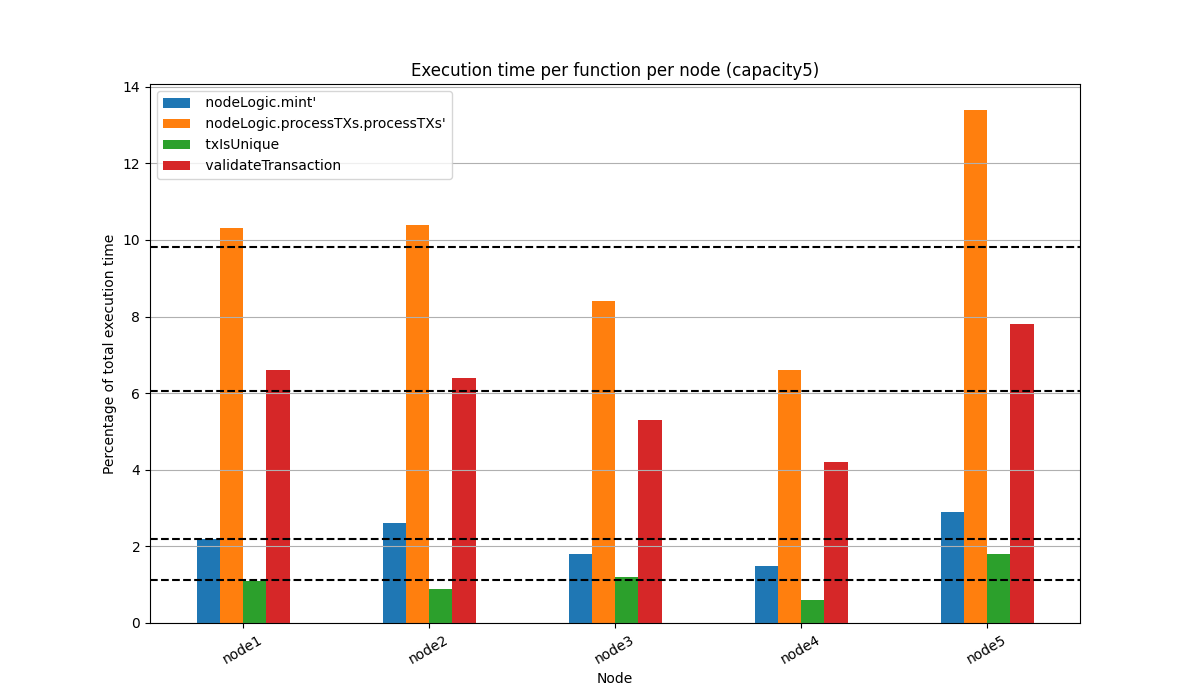 Execution time per function per node (capacity5)
nodeLogic.mint'
nodeLogic.processTXs.processTXs'
txIsUnique
validateTransaction
Percentage of total execution time
14
12
10
8
6
4
2
0
node1
node2
node3
node4
node5
Node